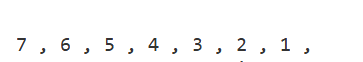 7 , 6 , 5 , 4 , 3 , 2 , 1 ,